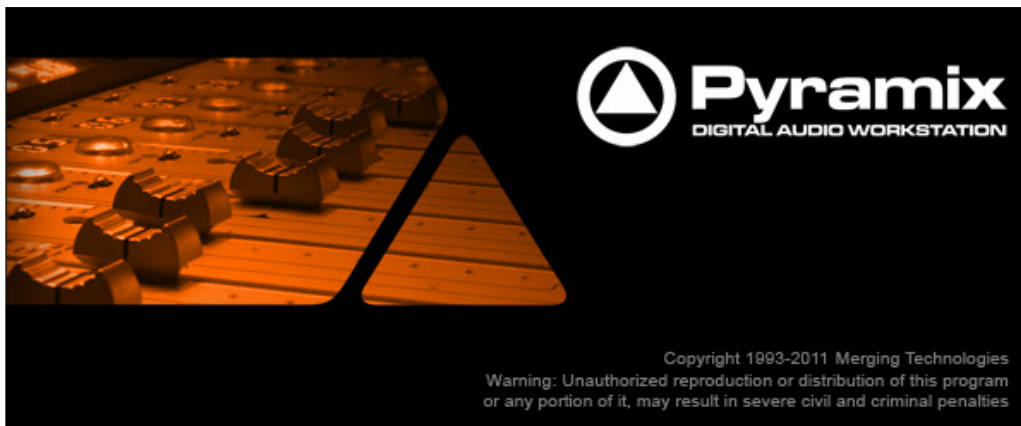 Pyramix
DIGITAL AUDIO WORKSTATION
Copyright 1993-2011 Merging Technologies
Warning: Unauthorized reproduction or distribution of this program
or any portion of it, may result in severe civil and criminal penalties